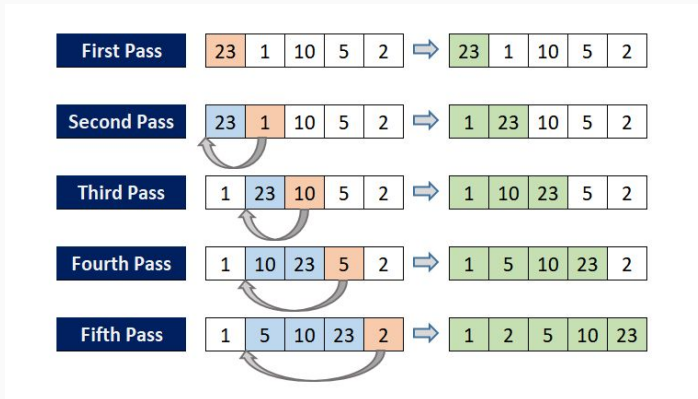 First Pass 23 1 10 5 2 23 1 10 5 2
Second Pass 23 1 10 5 2 1 23 10 5 2
Third Pass 1 23 10 5 2 1 10 23 5 2
Fourth Pass 1 10 23 5 2 1 5 10 23 2
Fifth Pass 1 5 10 23 2 1 2 5 10 23